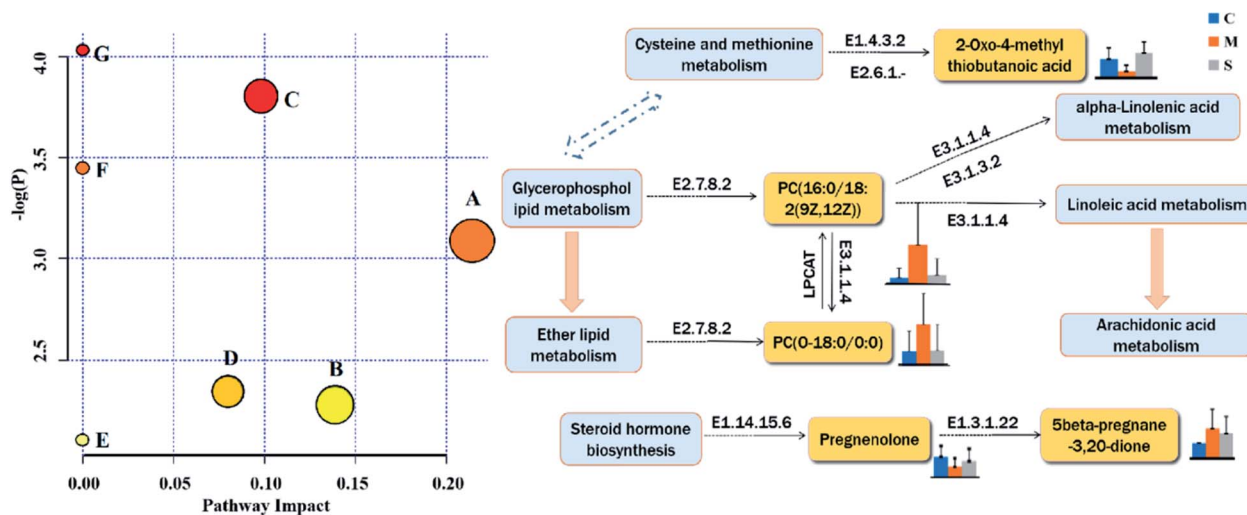 4.0
3.5
3.0
2.5
-log(P)
G
C
F
A
D
B
E
0.00
0.05
0.10
0.15
0.20
Pathway Impact
C
M
S
Cysteine and methionine
metabolism
E1.4.3.2
E2.6.1.-
2-Oxo-4-methyl
thiobutanoic acid
alpha-Linolenic acid
metabolism
E3.1.1.4
E3.1.3.2
Glycerophosphol
ipid metabolism
E2.7.8.2
PC(16:0/18:
2(9Z,12Z))
E3.1.1.4
Linoleic acid metabolism
LPCAT
E3.1.1.4
Ether lipid
metabolism
E2.7.8.2
PC(O-18:0/0:0)
Arachidonic acid
metabolism
Steroid hormone
biosynthesis
E1.14.15.6
Pregnenolone
E1.3.1.22
5beta-pregnane
-3,20-dione